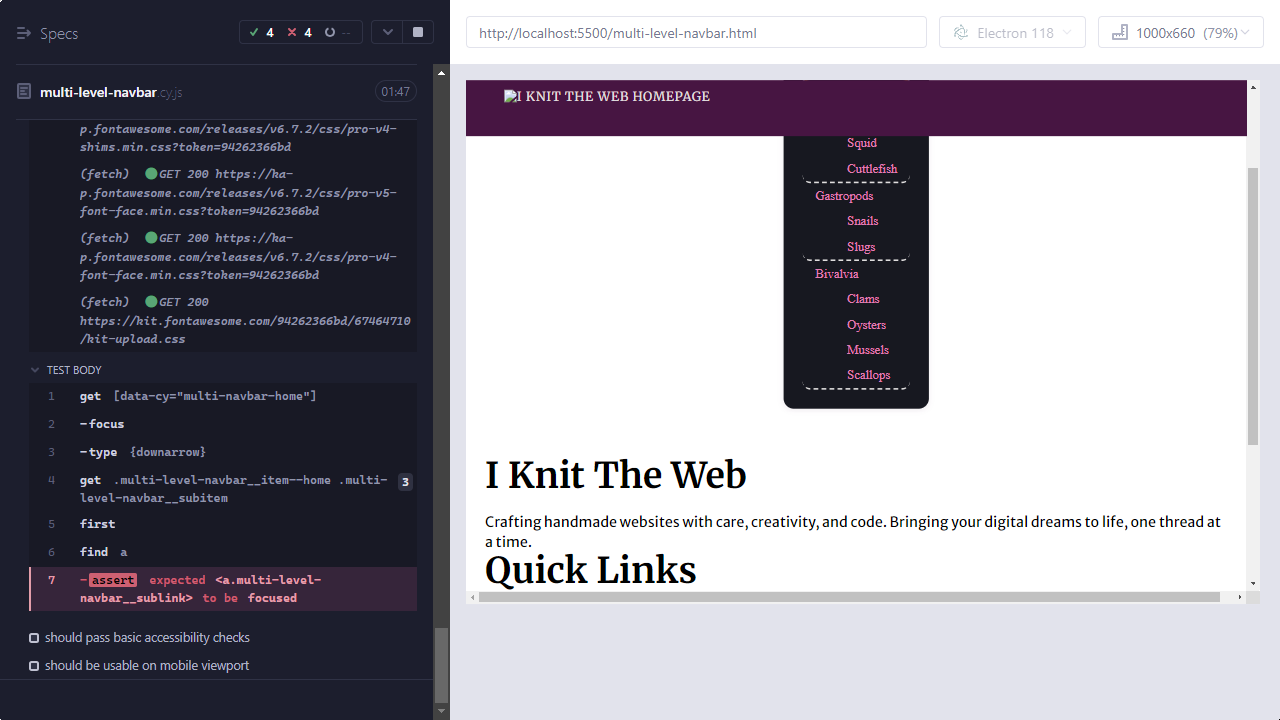 Specs
4
4
--
multi-level-navbar.cy.js
01:47
p.fontawesome.com/releases/v6.7.2/css/pro-v4-
shims.min.css?token=94262366bd
(fetch) GET 200 https://ka-
p.fontawesome.com/releases/v6.7.2/css/pro-v5-
font-face.min.css?token=94262366bd
(fetch) GET 200 https://ka-
p.fontawesome.com/releases/v6.7.2/css/pro-v4-
font-face.min.css?token=94262366bd
(fetch) GET 200
https://kit.fontawesome.com/94262366bd/67464710
/kit-upload.css
TEST BODY
1 get [data-cy="multi-navbar-home"]
2 -focus
3 -type {downarrow}
4 get .multi-level-navbar__item--home .multi-
level-navbar__subitem
3
5 first
6 find a
7 -assert expected <a.multi-level-
navbar__sublink> to be focused
should pass basic accessibility checks
should be usable on mobile viewport
http://localhost:5500/multi-level-navbar.html
Electron 118
1000x660 (79%)
I KNIT THE WEB HOMEPAGE
Squid
Cuttlefish
Gastropods
Snails
Slugs
Bivalvia
Clams
Oysters
Mussels
Scallops
I Knit The Web
Crafting handmade websites with care, creativity, and code. Bringing your digital dreams to life, one thread at
a time.
Quick Links